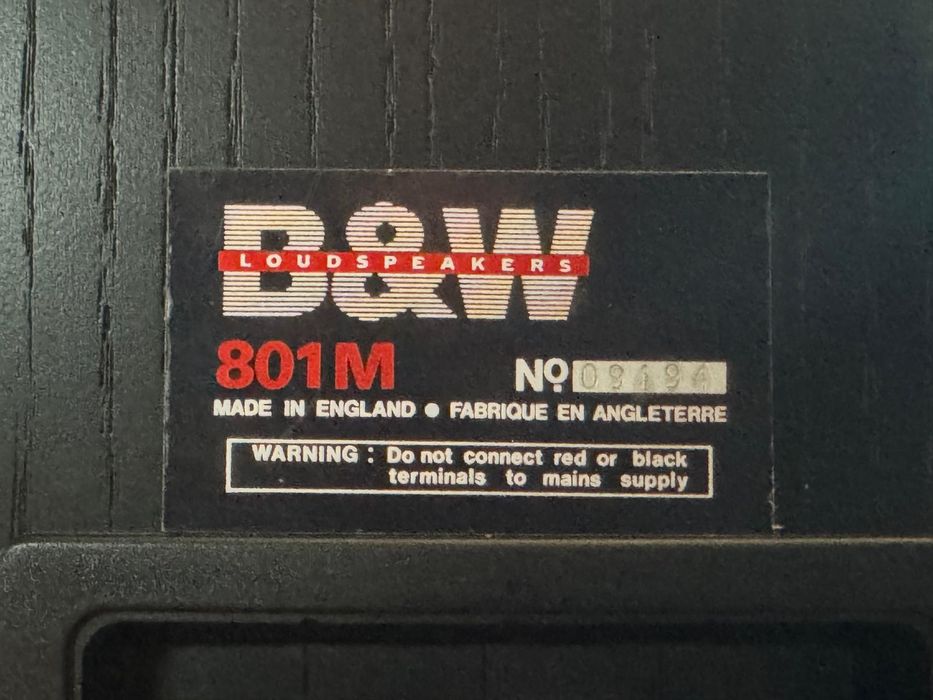 B&W
LOUDSPEAKERS
801M Nº 09494
MADE IN ENGLAND ● FABRIQUE EN ANGLETERRE
WARNING : Do not connect red or black
terminals to mains supply